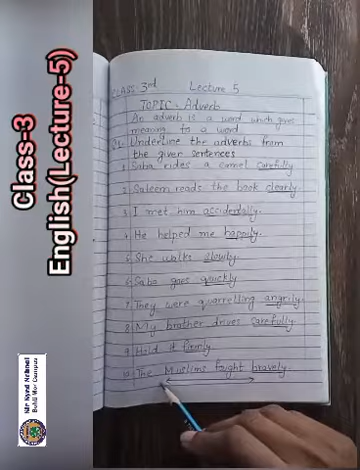 Class-3
English(Lecture-5)
CLASS 3rd Lecture 5
TOPIC - Adverb
An adverb is a word which gives
meaning to a word
Q1- Underline the adverbs from
the given sentences
1. Saba rides a camel carefully.
2. Saleem reads the book clearly.
3. I met him accidentally.
4. He helped me happily.
5. She walks slowly.
6. Saba goes quickly
7. They were quarrelling angrily
8. My brother drives carefully.
9. Hold it firmly.
10. The Muslims fought bravely.